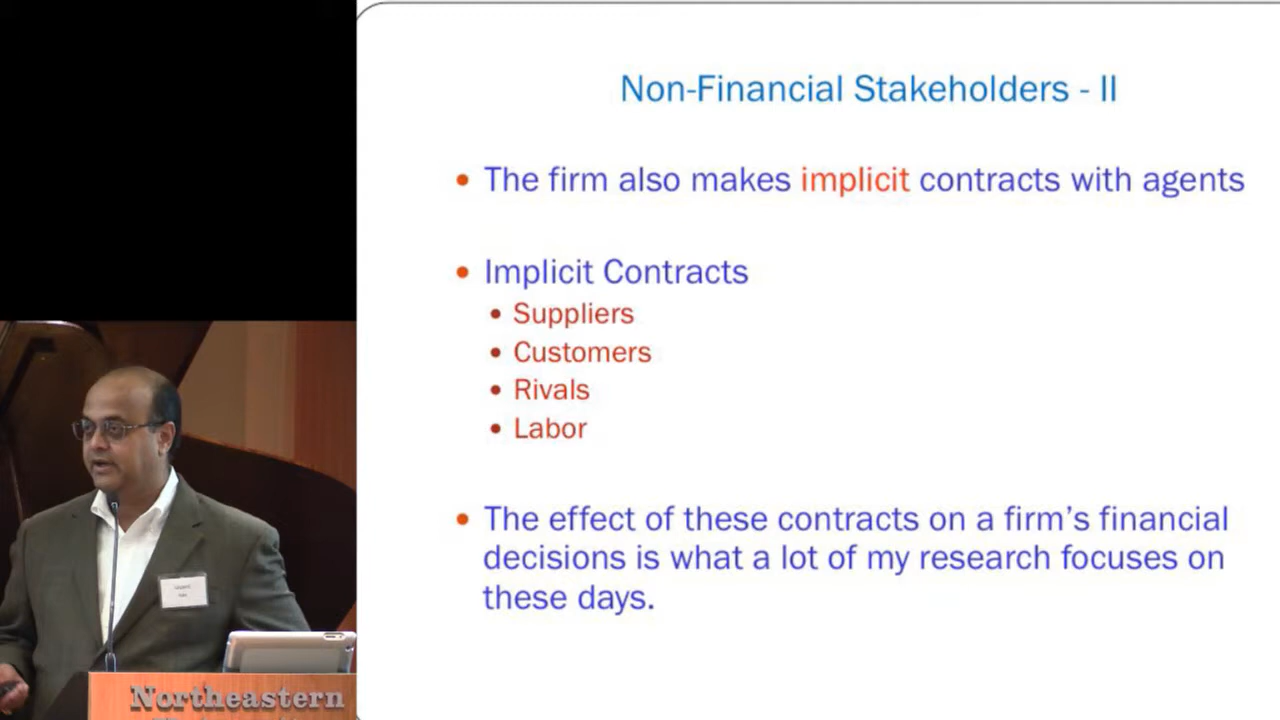 Non-Financial Stakeholders - II
• The firm also makes implicit contracts with agents
• Implicit Contracts
• Suppliers
• Customers
• Rivals
• Labor
• The effect of these contracts on a firm's financial
decisions is what a lot of my research focuses on
these days.
Northeastern